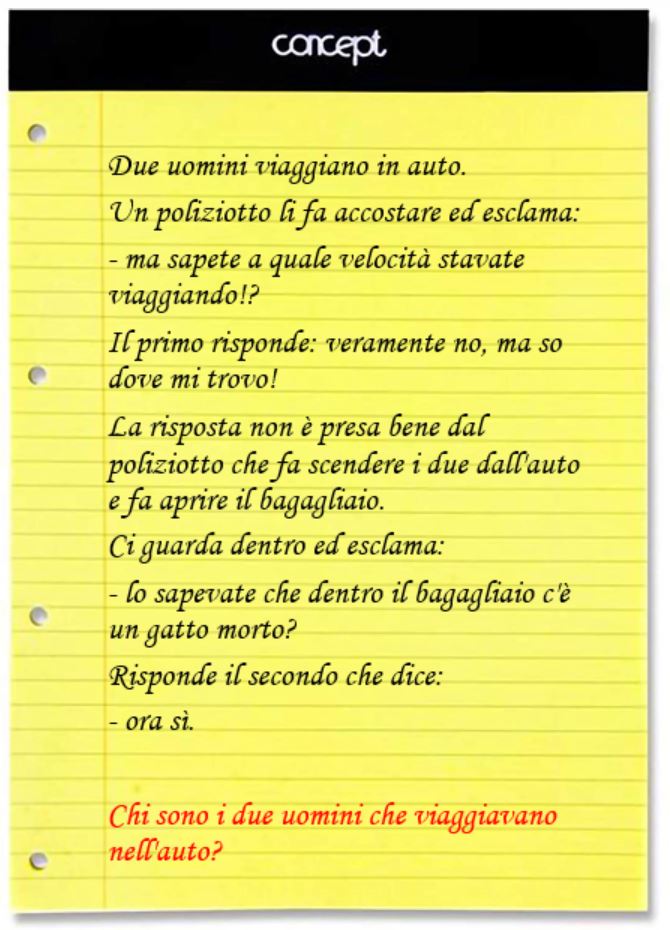 concept
Due uomini viaggiano in auto.
Un poliziotto li fa accostare ed esclama:
- ma sapete a quale velocità stavate
viaggiando!?
Il primo risponde: veramente no, ma so
dove mi trovo!
La risposta non è presa bene dal
poliziotto che fa scendere i due dall'auto
e fa aprire il bagagliaio.
Ci guarda dentro ed esclama:
- lo sapevate che dentro il bagagliaio c'è
un gatto morto?
Risponde il secondo che dice:
- ora sì.
Chi sono i due uomini che viaggiavano
nell'auto?